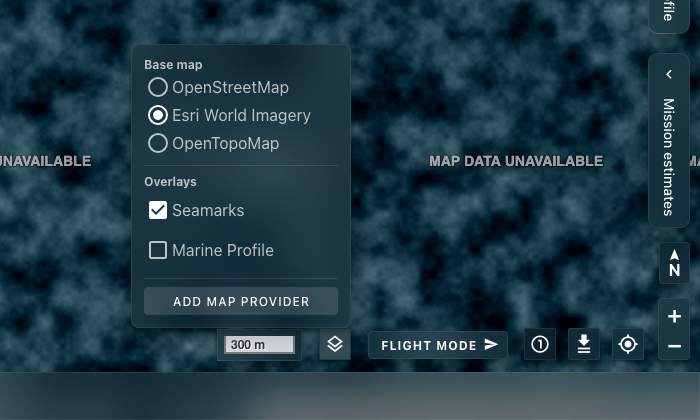 file
Base map
OpenStreetMap
Esri World Imagery
OpenTopoMap
UNAVAILABLE
MAP DATA UNAVAILABLE
Mission estimates
Overlays
Seamarks
Marine Profile
N
ADD MAP PROVIDER
+
300 m
FLIGHT MODE
1
−